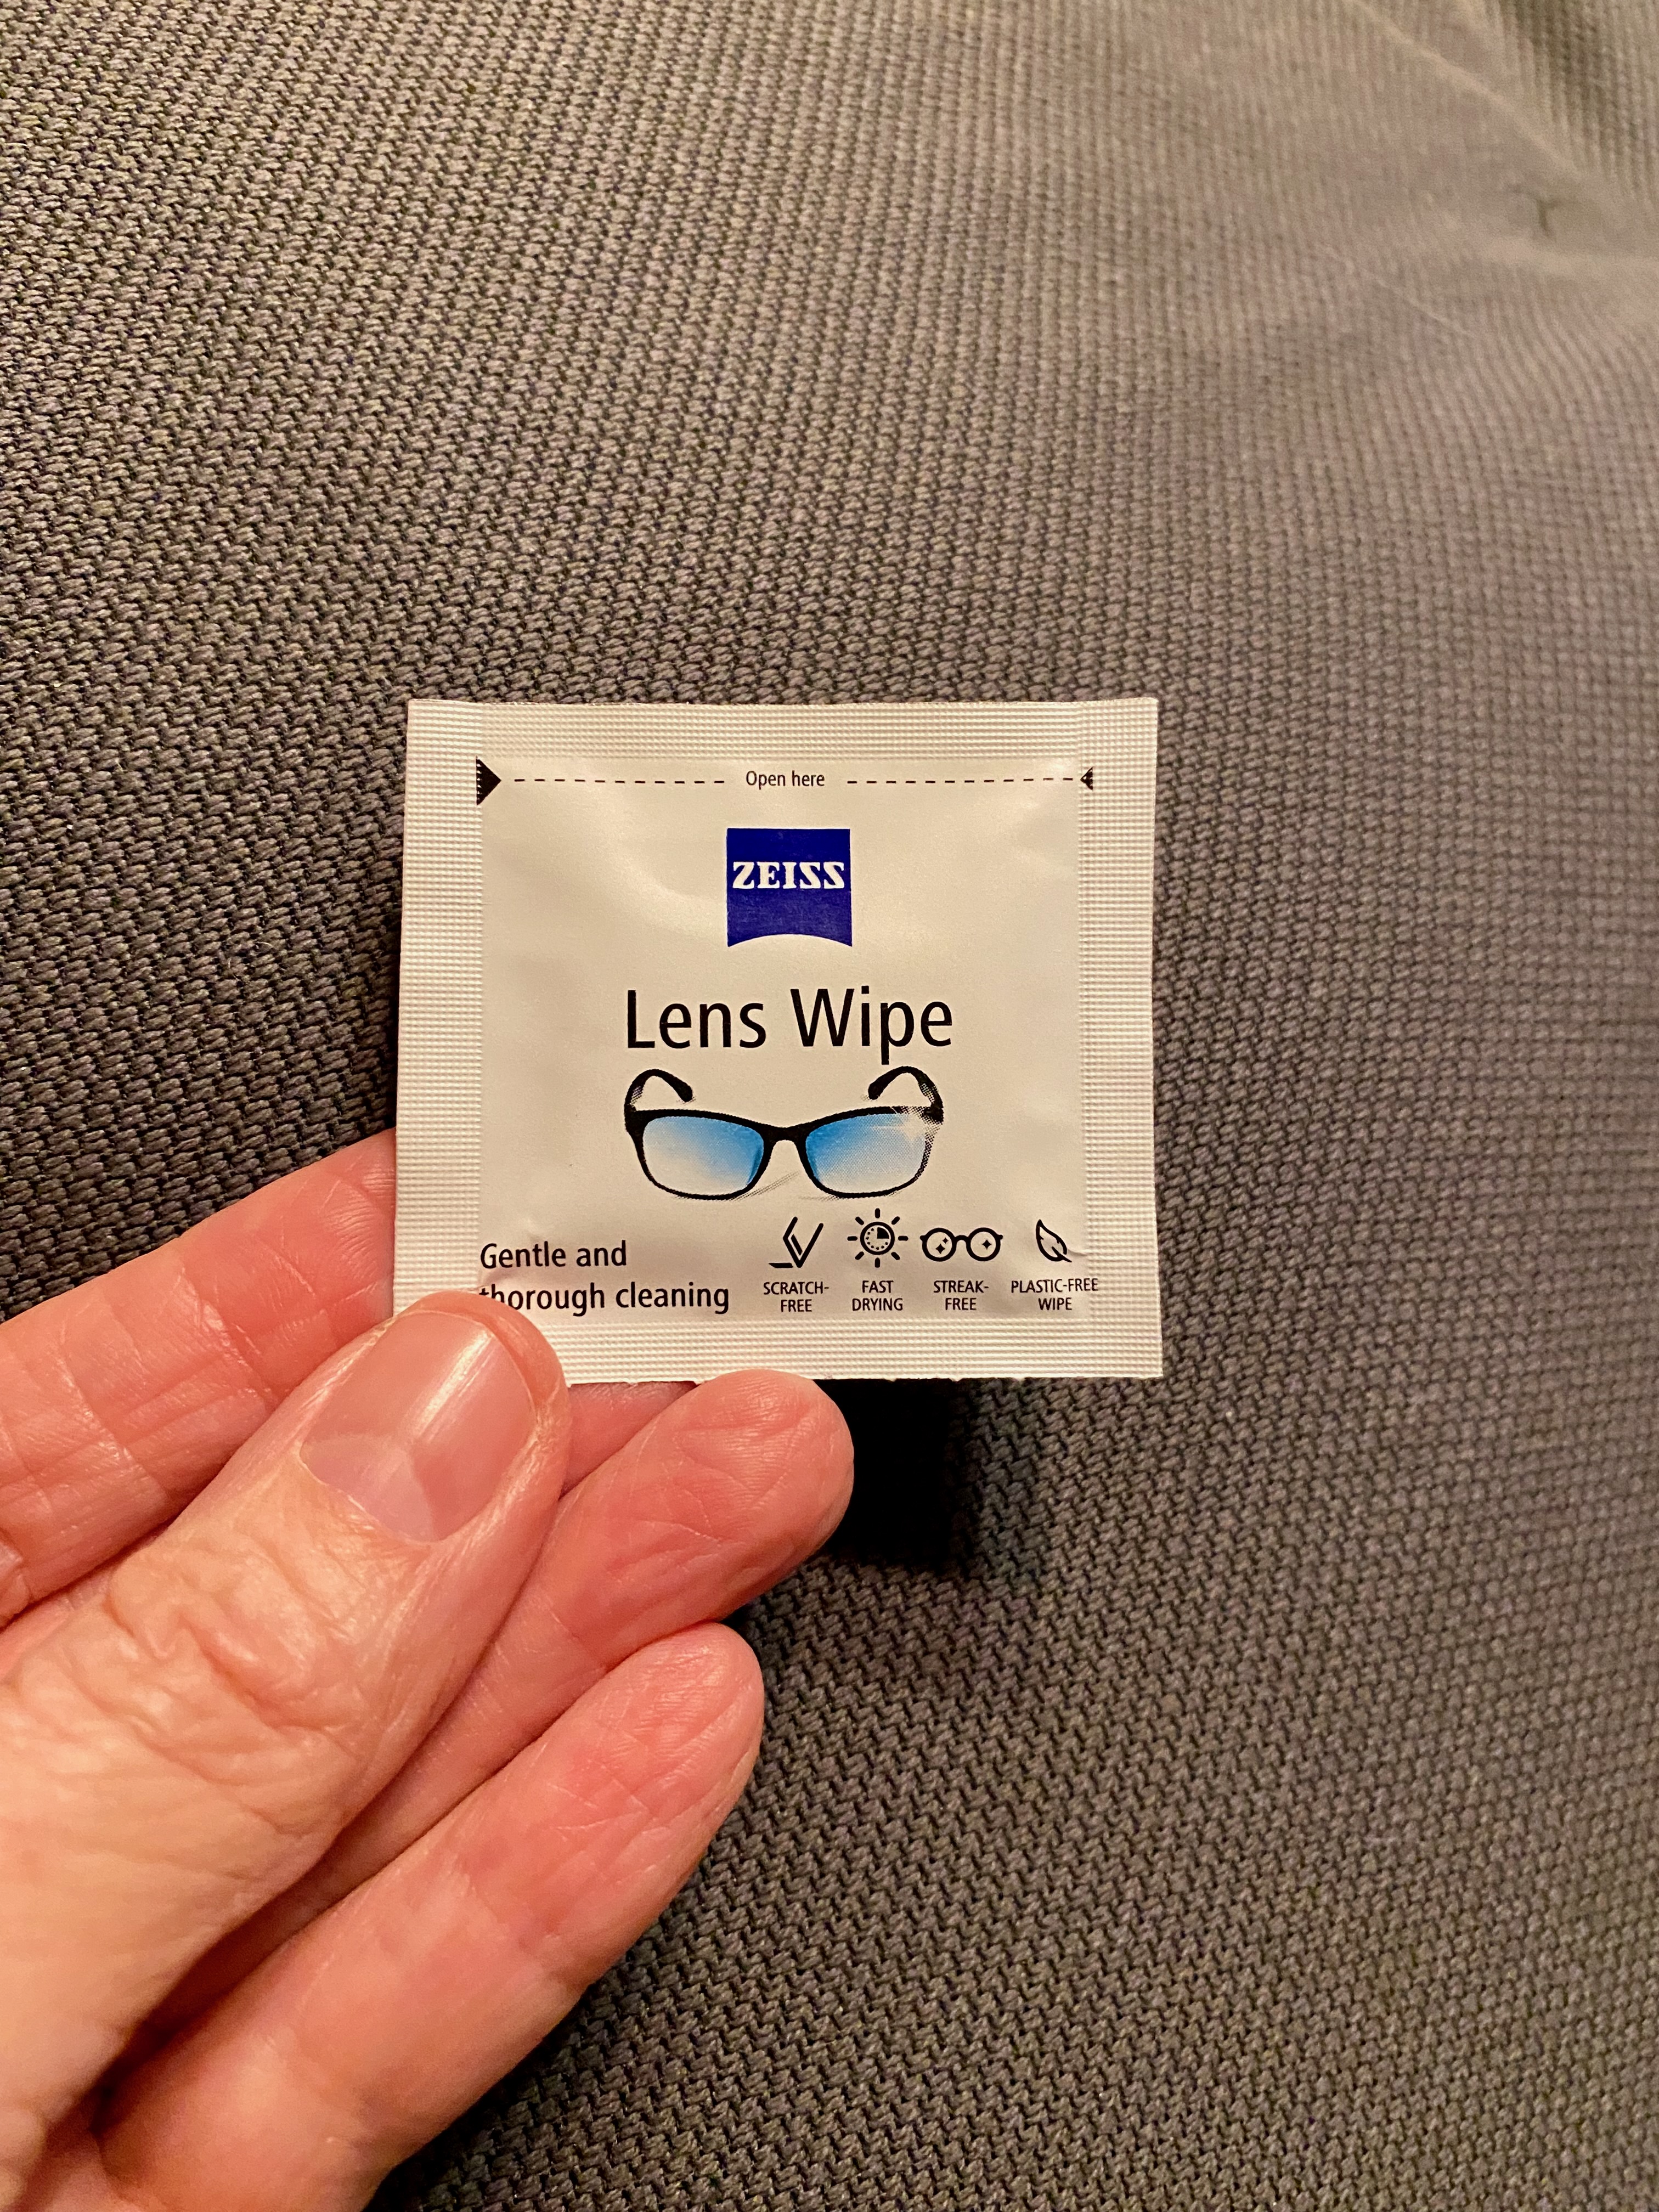 Open here
ZEISS
Lens Wipe
Gentle and
thorough cleaning
SCRATCH-
FREE
FAST
DRYING
STREAK-
FREE
PLASTIC-FREE
WIPE